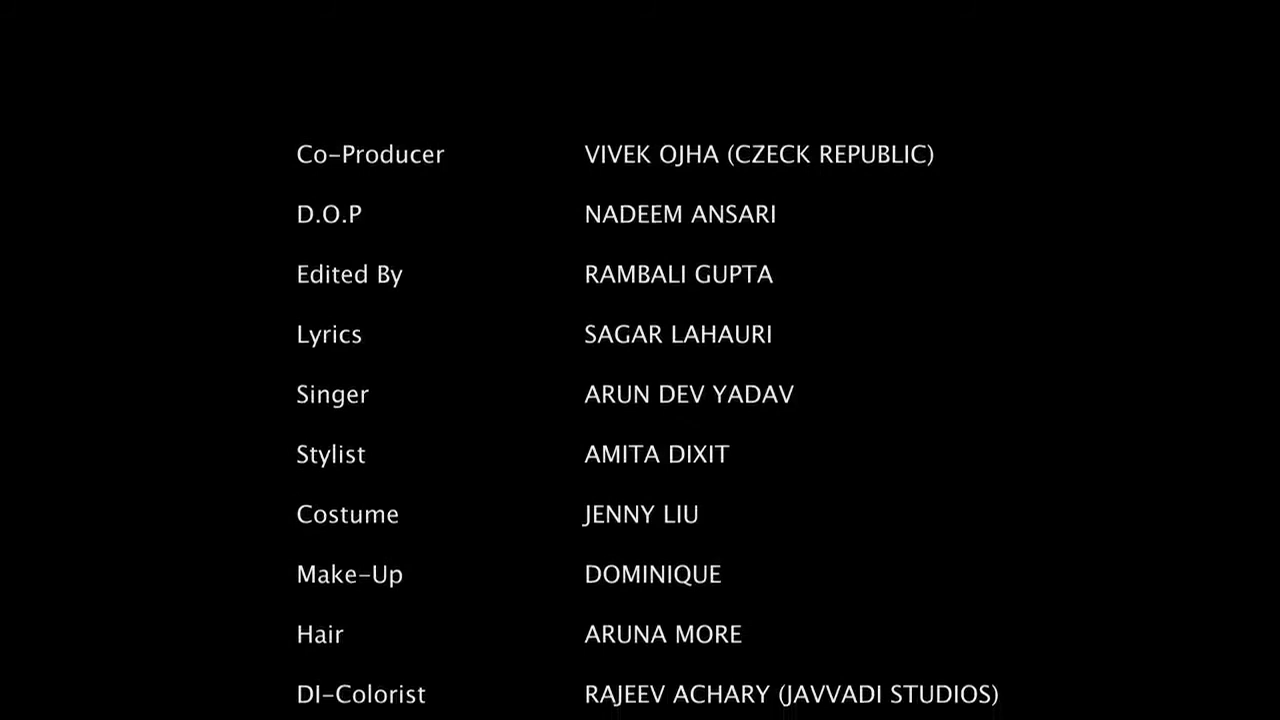 Co-Producer VIVEK OJHA (CZECK REPUBLIC)
D.O.P NADEEM ANSARI
Edited By RAMBALI GUPTA
Lyrics SAGAR LAHAURI
Singer ARUN DEV YADAV
Stylist AMITA DIXIT
Costume JENNY LIU
Make-Up DOMINIQUE
Hair ARUNA MORE
DI-Colorist RAJEEV ACHARY (JAVVADI STUDIOS)